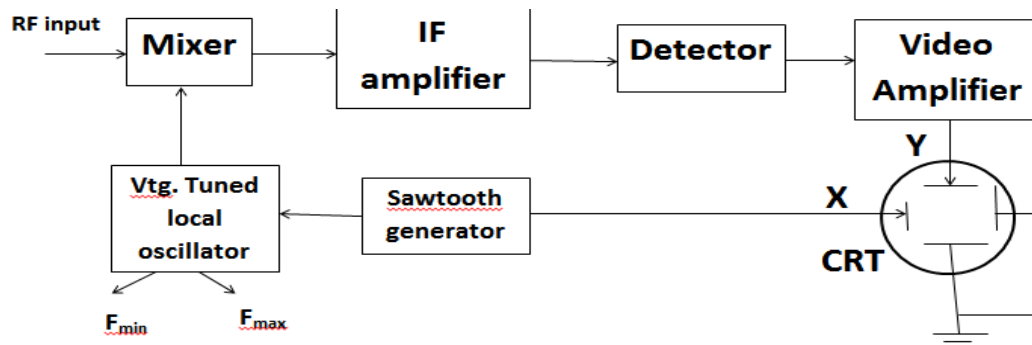 RF input
Mixer
IF
amplifier
Detector
Video
Amplifier
Y
Vtg. Tuned
local
oscillator
Sawtooth
generator
X
CRT
Fmin
Fmax